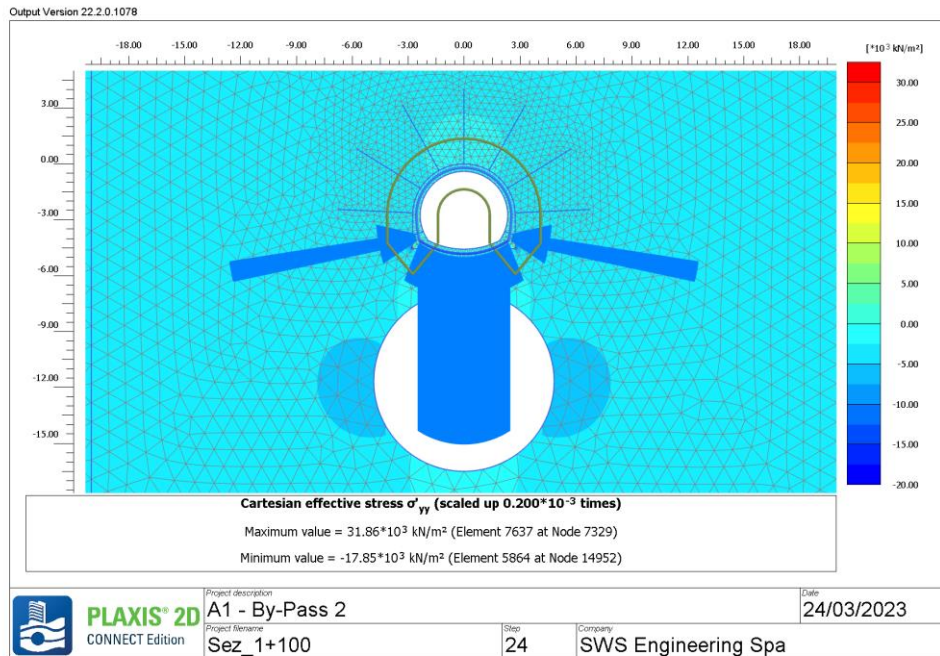 Output Version 22.2.0.1078
-18.00 -15.00 -12.00 -9.00 -6.00 -3.00 0.00 3.00 6.00 9.00 12.00 15.00 18.00
[*10³ kN/m²]
3.00
0.00
-3.00
-6.00
-9.00
-12.00
-15.00
30.00
25.00
20.00
15.00
10.00
5.00
0.00
-5.00
-10.00
-15.00
-20.00
Cartesian effective stress σ'yy (scaled up 0.200*10⁻³ times)
Maximum value = 31.86*10³ kN/m² (Element 7637 at Node 7329)
Minimum value = -17.85*10³ kN/m² (Element 5864 at Node 14952)
PLAXIS® 2D
CONNECT Edition
Project description
A1 - By-Pass 2
Date
24/03/2023
Project filename
Sez_1+100
Step
24
Company
SWS Engineering Spa